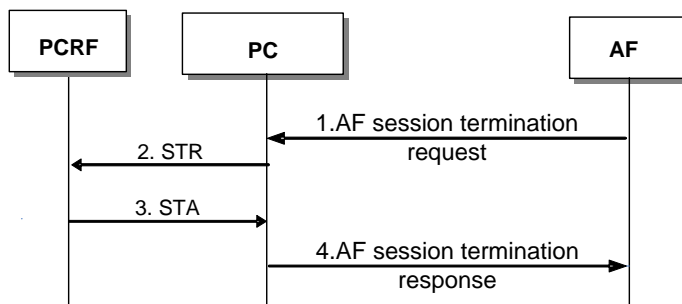 PCRF
PC
AF
1.AF session termination
request
2. STR
3. STA
4.AF session termination
response